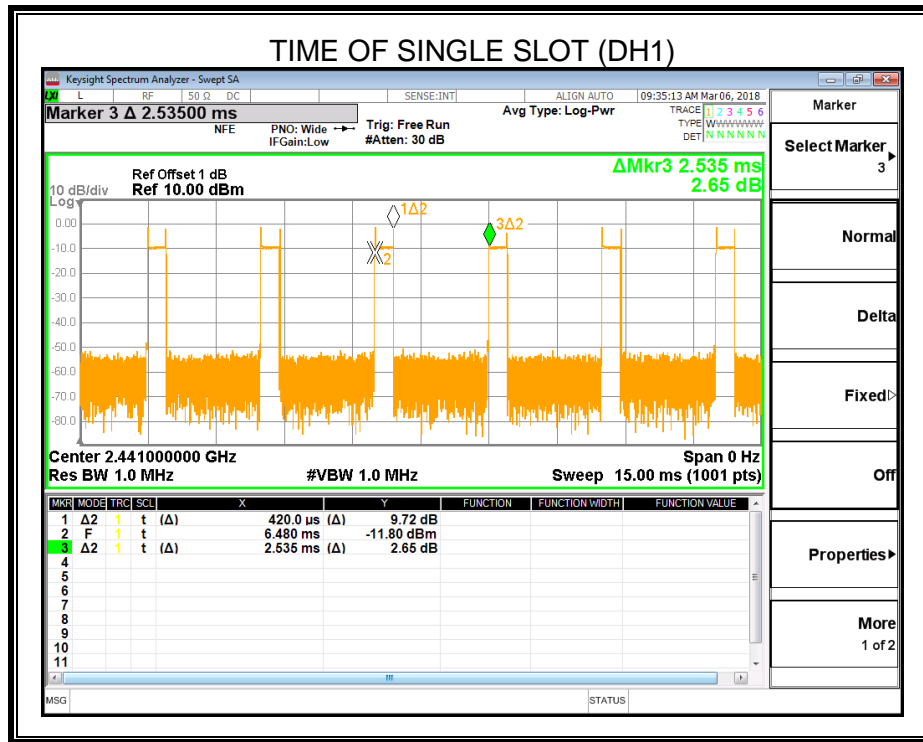 TIME OF SINGLE SLOT (DH1)
Keysight Spectrum Analyzer - Swept SA
LXI L RF 50 Ω DC SENSE:INT ALIGN AUTO 09:35:13 AM Mar 06, 2018
Marker 3 Δ 2.53500 ms
NFE
PNO: Wide
IFGain:Low
Trig: Free Run
#Atten: 30 dB
Avg Type: Log-Pwr
TRACE 1 2 3 4 5 6
TYPE WWWWWW
DET N N N N N N
ΔMkr3 2.535 ms
2.65 dB
Ref Offset 1 dB
10 dB/div Ref 10.00 dBm
Log
0.00
-10.0
-20.0
-30.0
-40.0
-50.0
-60.0
-70.0
-80.0
1Δ2
2
3Δ2
Center 2.441000000 GHz Span 0 Hz
Res BW 1.0 MHz #VBW 1.0 MHz Sweep 15.00 ms (1001 pts)
MKR MODE TRC SCL X Y FUNCTION FUNCTION WIDTH FUNCTION VALUE
1 Δ2 1 t (Δ) 420.0 µs (Δ) 9.72 dB
2 F 1 t 6.480 ms -11.80 dBm
3 Δ2 1 t (Δ) 2.535 ms (Δ) 2.65 dB
4
5
6
7
8
9
10
11
MSG STATUS
Marker
Select Marker
3
Normal
Delta
Fixed
Off
Properties
More
1 of 2